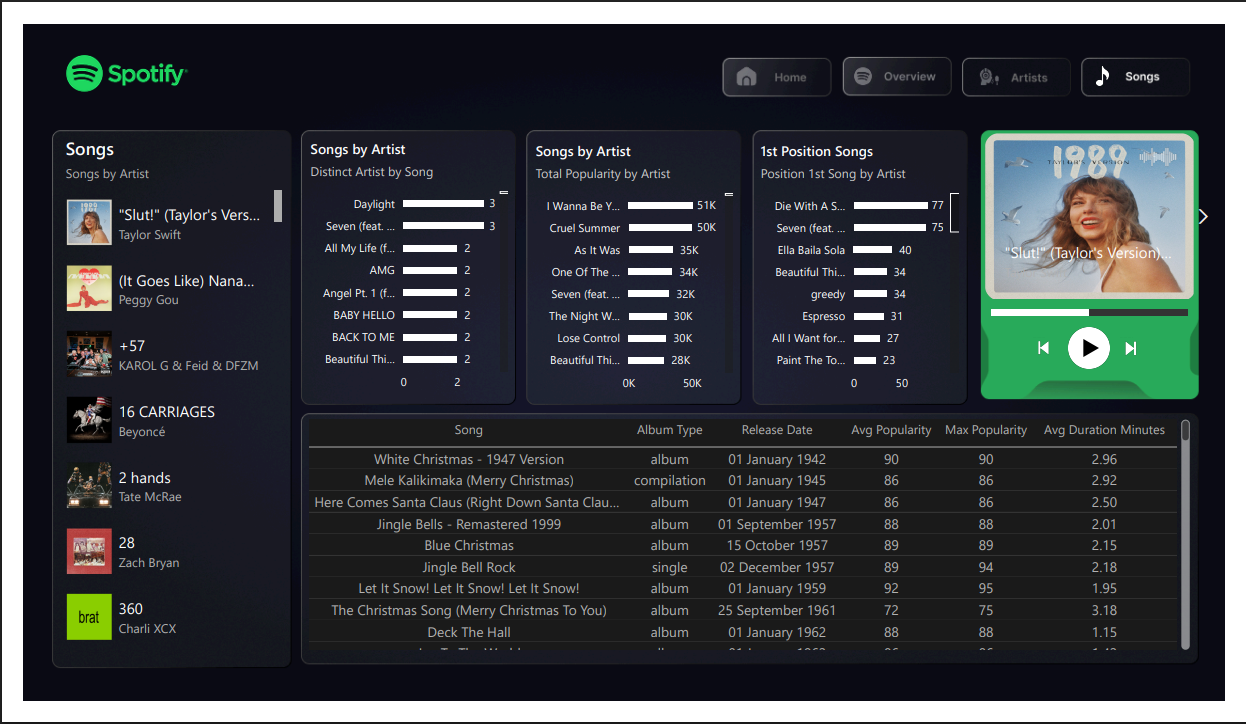 Spotify
Home
Overview
Artists
Songs
Songs
Songs by Artist
"Slut!" (Taylor's Vers...
Taylor Swift
(It Goes Like) Nana...
Peggy Gou
+57
KAROL G & Feid & DFZM
16 CARRIAGES
Beyoncé
2 hands
Tate McRae
28
Zach Bryan
brat
360
Charli XCX
Songs by Artist
Distinct Artist by Song
Daylight 3
Seven (feat. ... 3
All My Life (f... 2
AMG 2
Angel Pt. 1 (f... 2
BABY HELLO 2
BACK TO ME 2
Beautiful Thi... 2
0 2
Songs by Artist
Total Popularity by Artist
I Wanna Be Y... 51K
Cruel Summer 50K
As It Was 35K
One Of The ... 34K
Seven (feat. ... 32K
The Night W... 30K
Lose Control 30K
Beautiful Thi... 28K
0K 50K
1st Position Songs
Position 1st Song by Artist
Die With A S... 77
Seven (feat. ... 75
Ella Baila Sola 40
Beautiful Thi... 34
greedy 34
Espresso 31
All I Want for... 27
Paint The To... 23
0 50
1989
TAYLOR'S VERSION
"Slut!" (Taylor's Version)...
Song Album Type Release Date Avg Popularity Max Popularity Avg Duration Minutes
White Christmas - 1947 Version album 01 January 1942 90 90 2.96
Mele Kalikimaka (Merry Christmas) compilation 01 January 1945 86 86 2.92
Here Comes Santa Claus (Right Down Santa Clau... album 01 January 1947 86 86 2.50
Jingle Bells - Remastered 1999 album 01 September 1957 88 88 2.01
Blue Christmas album 15 October 1957 89 89 2.15
Jingle Bell Rock single 02 December 1957 89 94 2.18
Let It Snow! Let It Snow! Let It Snow! album 01 January 1959 92 95 1.95
The Christmas Song (Merry Christmas To You) album 25 September 1961 72 75 3.18
Deck The Hall album 01 January 1962 88 88 1.15